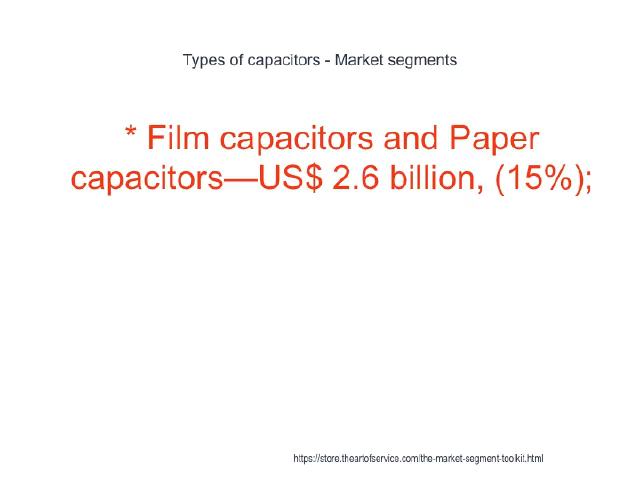 Types of capacitors - Market segments
* Film capacitors and Paper
capacitors—US$ 2.6 billion, (15%);
https://store.theartofservice.com/the-market-segment-toolkit.html